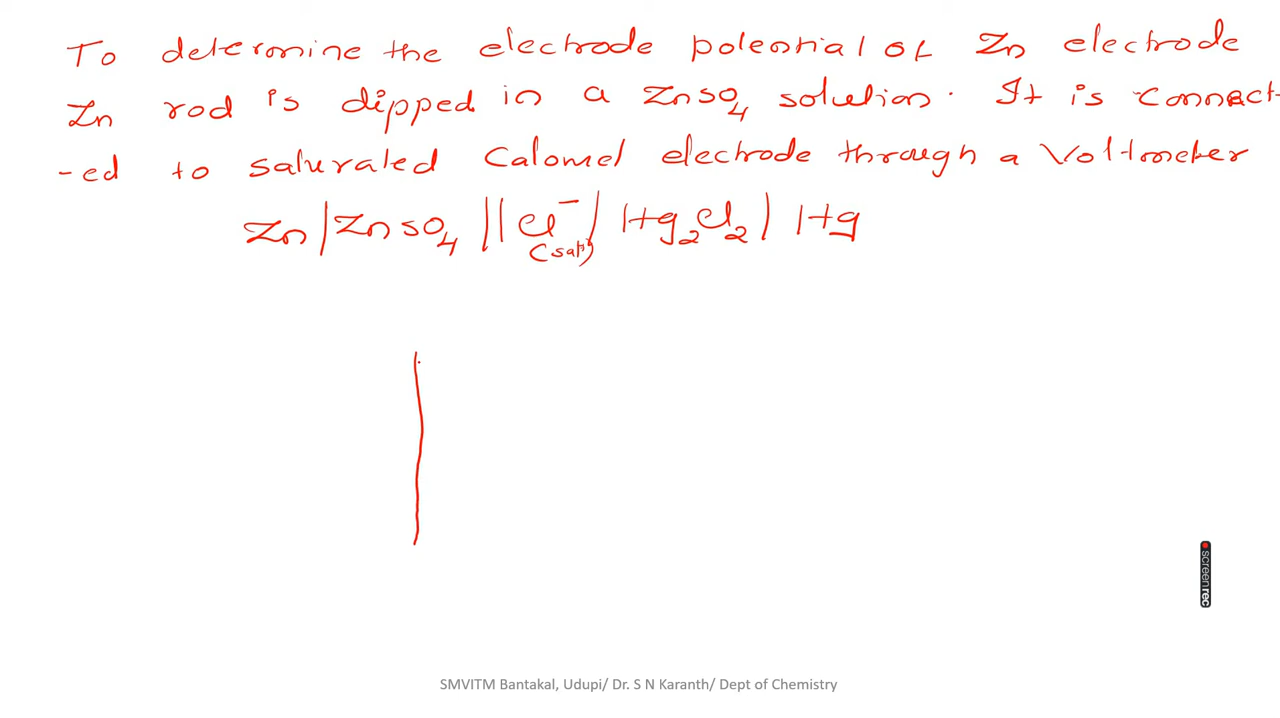 To determine the electrode potential of Zn electrode
Zn rod is dipped in a ZnSO4 solution. It is connect-
-ed to saturated Calomel electrode through a Voltmeter
Zn|ZnSO4||Cl⁻|Hg2Cl2|Hg
(sat)
screenrec
SMVITM Bantakal, Udupi/ Dr. S N Karanth/ Dept of Chemistry